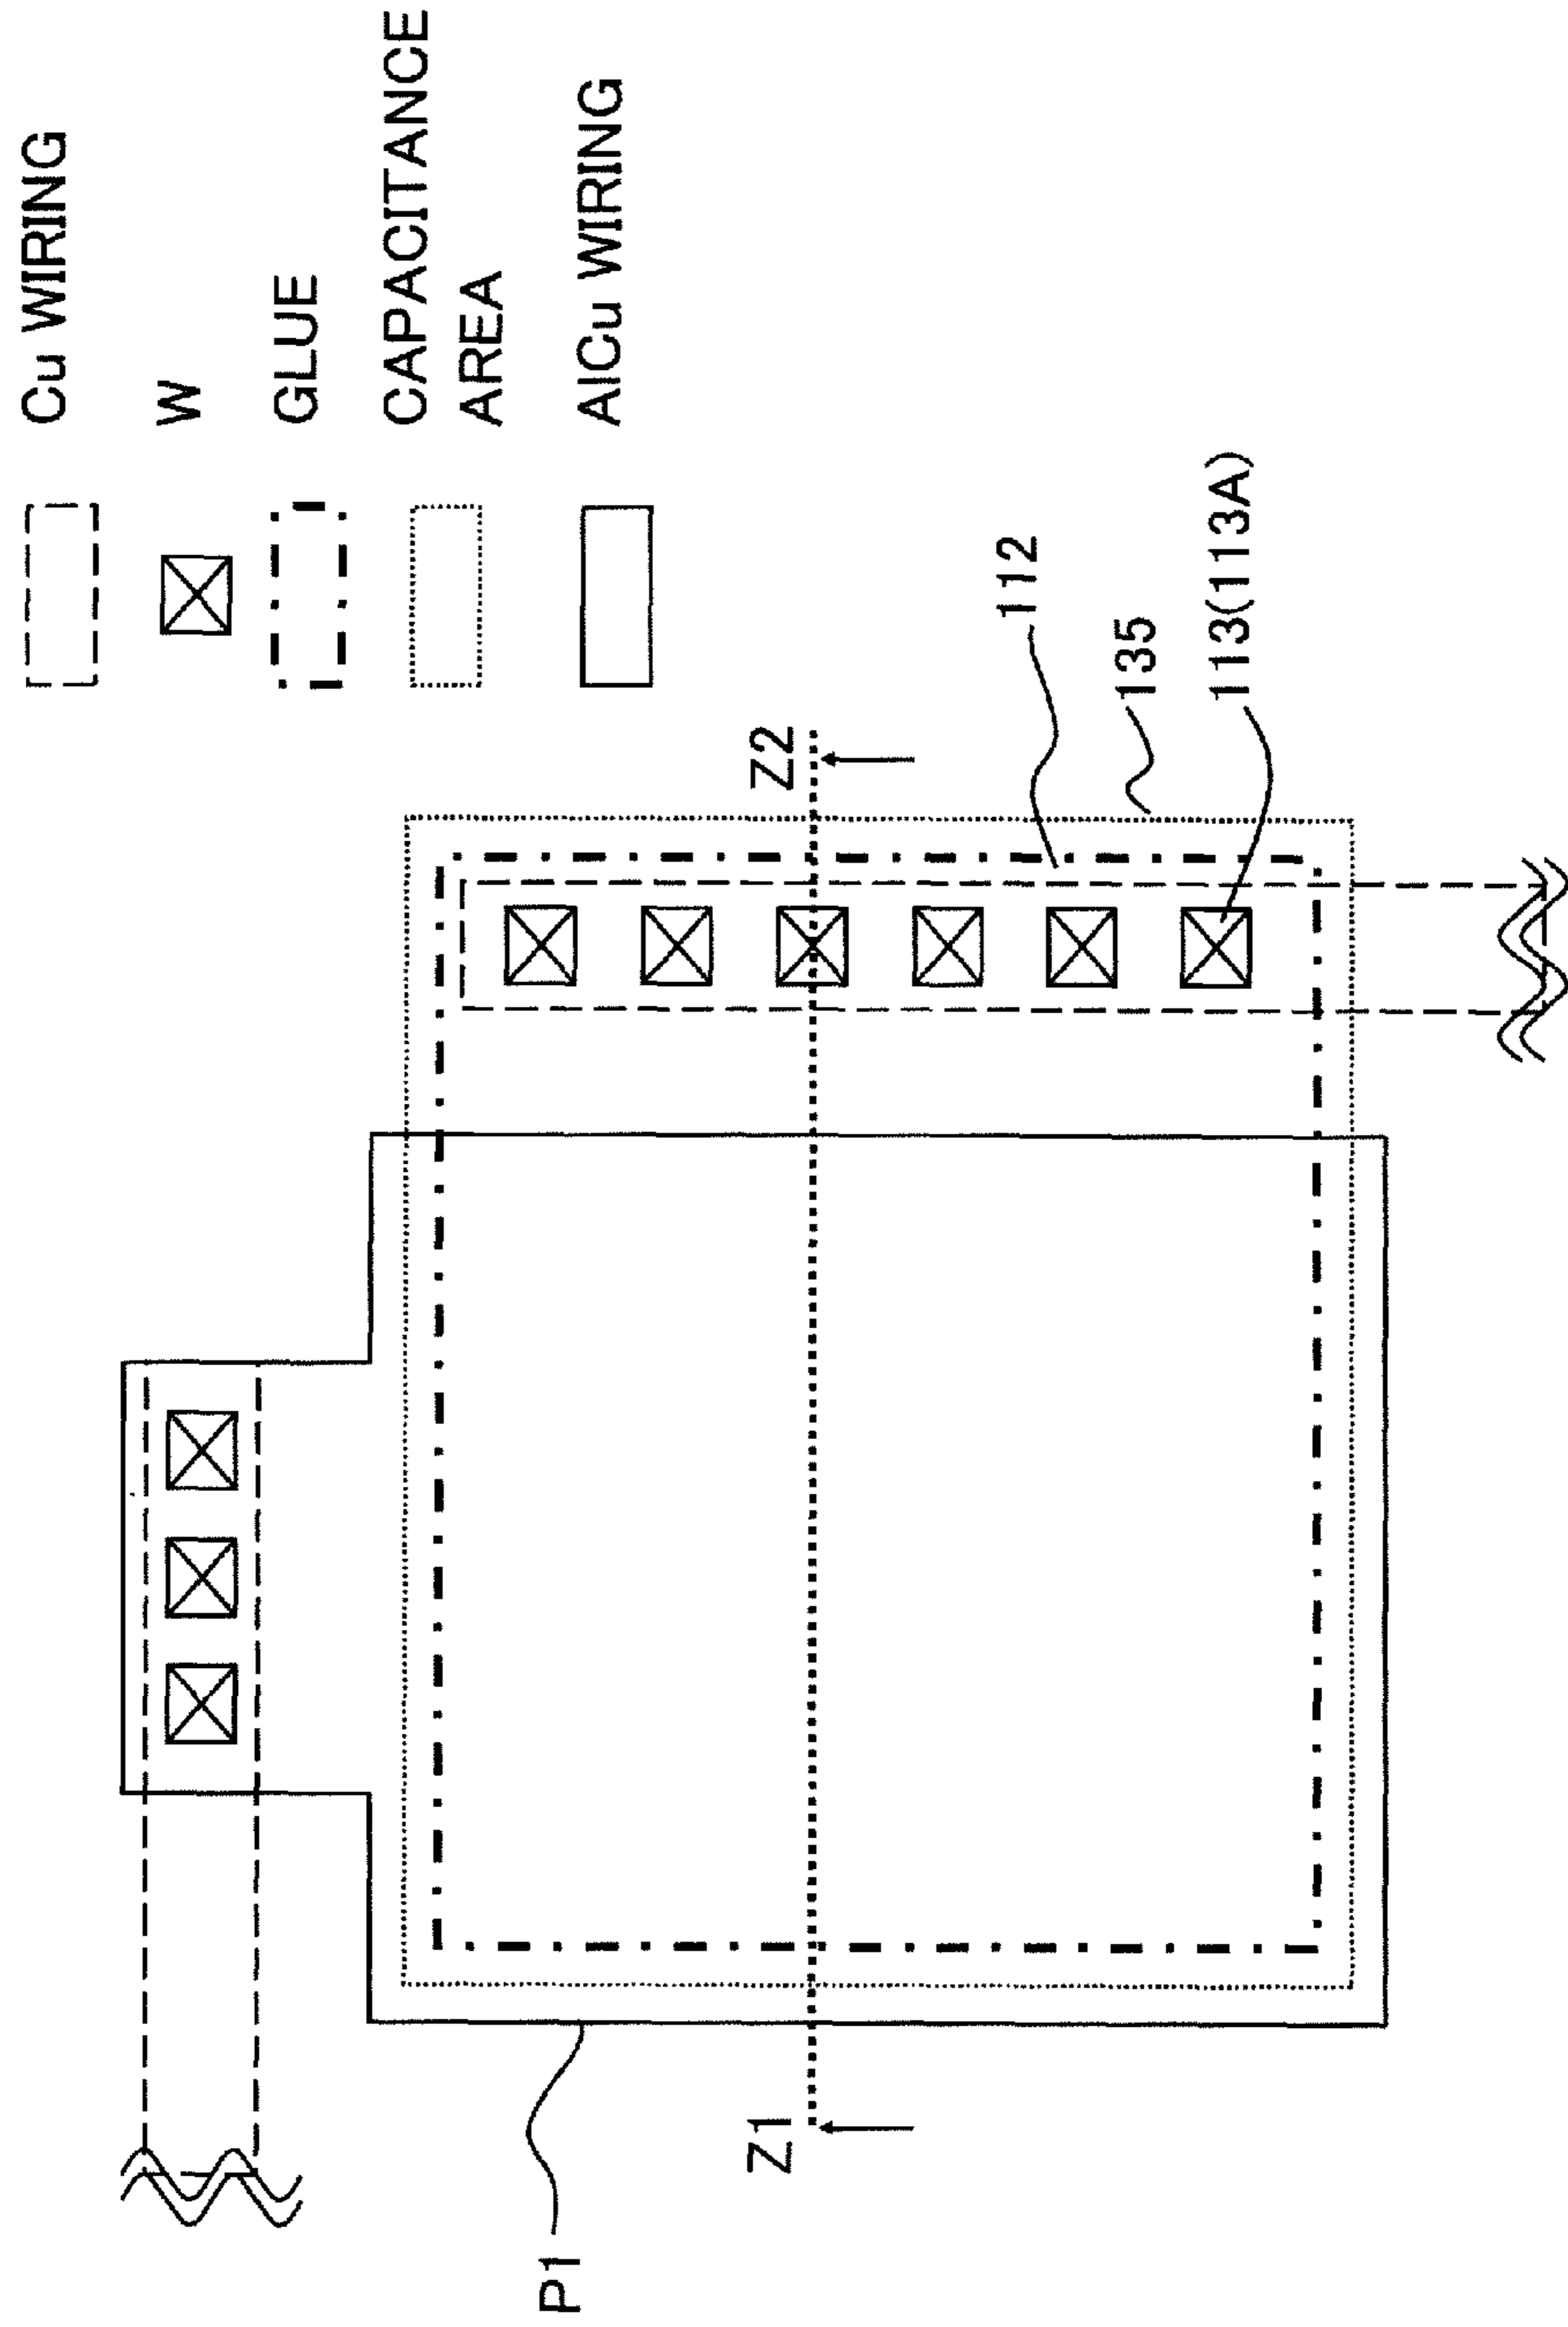 Cu WIRING
W
GLUE
CAPACITANCE
AREA
AlCu WIRING
Z1
Z2
112
135
113(113A)
P1